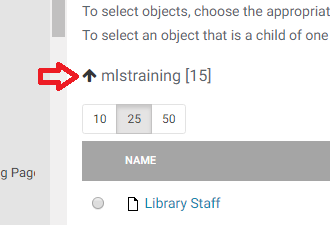 To select objects, choose the appropriat
To select an object that is a child of one
mlstraining [15]
10 25 50
g Page
NAME
Library Staff